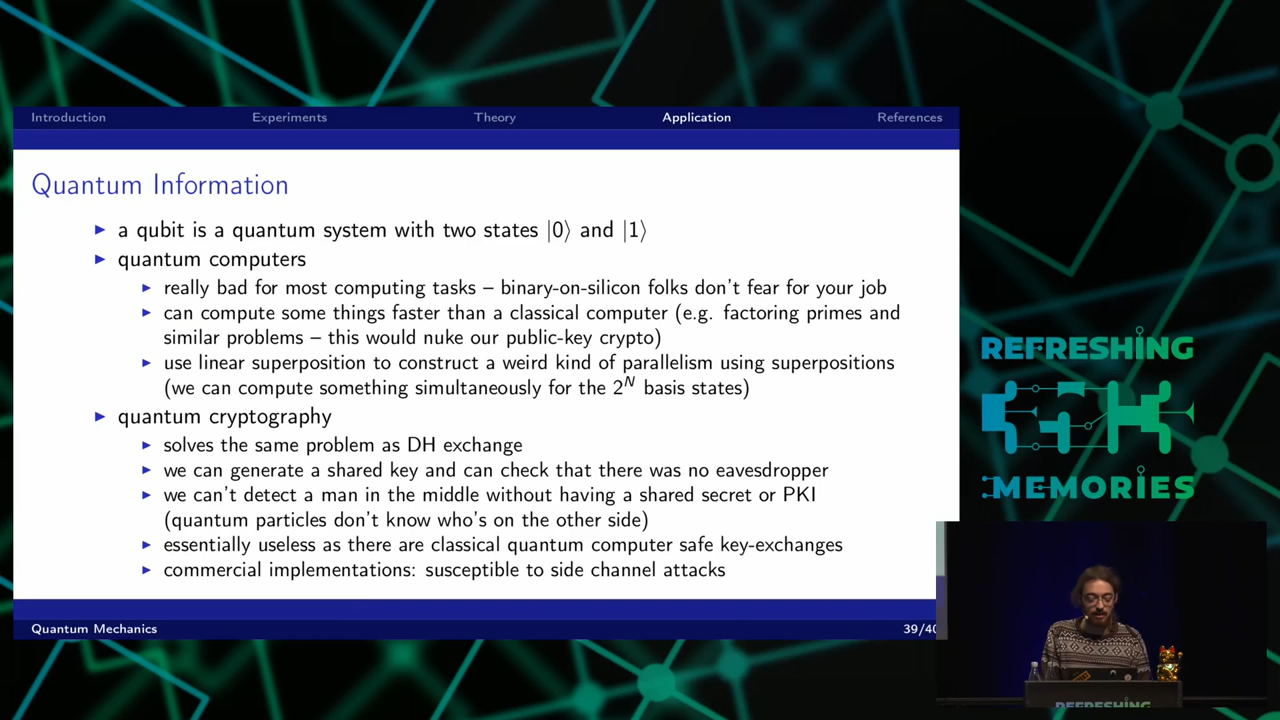 Introduction Experiments Theory Application References
Quantum Information
▶ a qubit is a quantum system with two states |0⟩ and |1⟩
▶ quantum computers
▶ really bad for most computing tasks – binary-on-silicon folks don't fear for your job
▶ can compute some things faster than a classical computer (e.g. factoring primes and
similar problems – this would nuke our public-key crypto)
▶ use linear superposition to construct a weird kind of parallelism using superpositions
(we can compute something simultaneously for the 2^N basis states)
▶ quantum cryptography
▶ solves the same problem as DH exchange
▶ we can generate a shared key and can check that there was no eavesdropper
▶ we can't detect a man in the middle without having a shared secret or PKI
(quantum particles don't know who's on the other side)
▶ essentially useless as there are classical quantum computer safe key-exchanges
▶ commercial implementations: susceptible to side channel attacks
Quantum Mechanics 39/40
REFRESHING
MEMORIES
REFRESHING